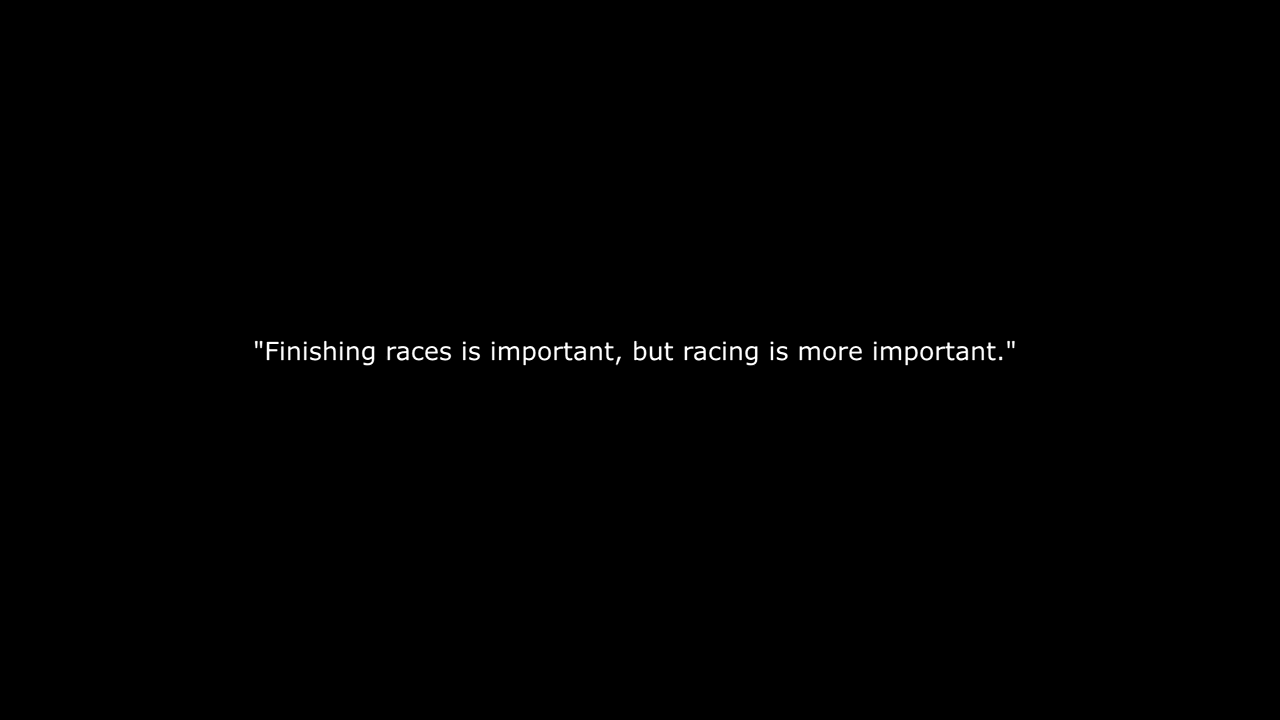 "Finishing races is important, but racing is more important."